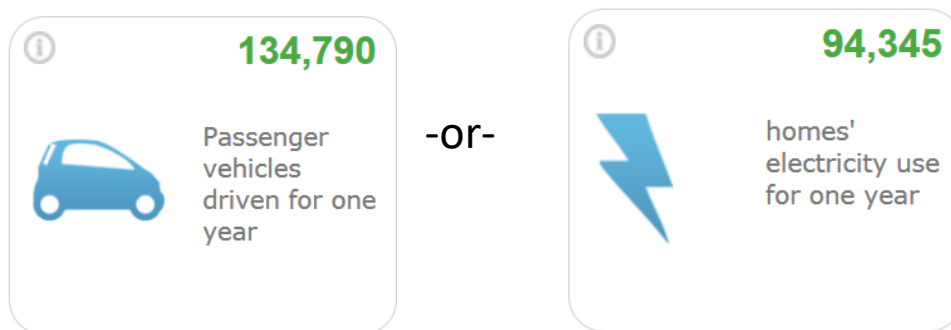 134,790
Passenger
vehicles
driven for one
year
-or-
94,345
homes'
electricity use
for one year